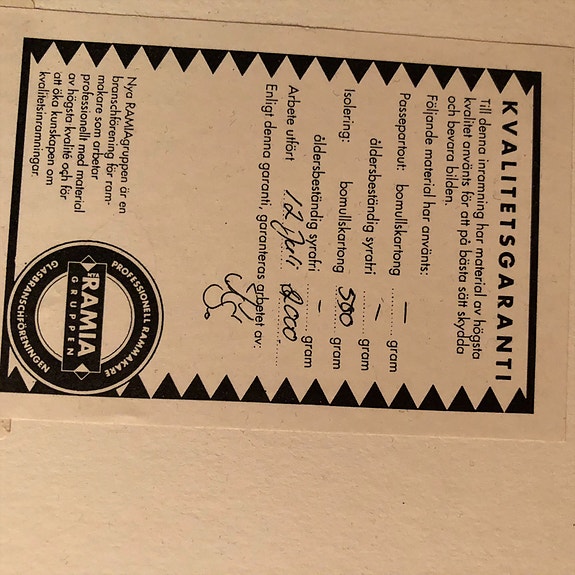 KVALITETSGARANTI
Till denna inramning har material av högsta
kvalitet använts för att på bästa sätt skydda
och bevara bilden.
Följande material har använts:
Passepartout: bomullskartong — gram
åldersbeständig syrafri — gram
Isolering: bomullskartong 500 gram
åldersbeständig syrafri — gram
Arbete utfört 12 Juli 2000
Enligt denna garanti, garanteras arbetet av:
Nya RAMIAgruppen är en
branschförening för ram-
makare som arbetar
professionellt med material
av högsta kvalité och för
att öka kunskapen om
kvalitetsinramningar.
PROFESSIONELL RAMMAKARE
NYA
RAMIA
GRUPPEN
GLASBRANSCHFÖRENINGEN